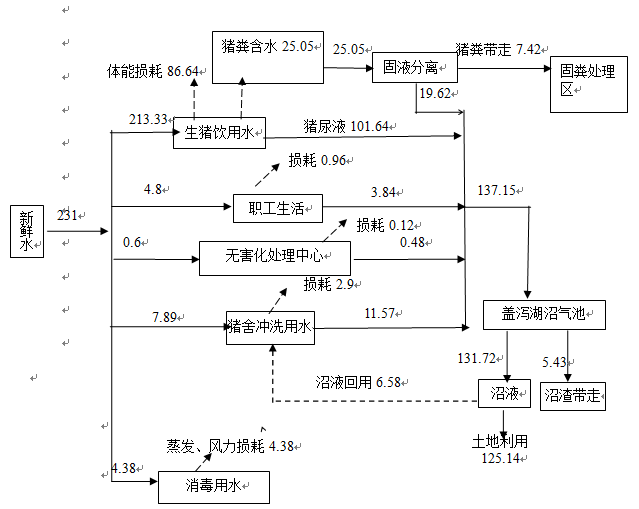 猪粪含水 25.05
25.05
固液分离
猪粪带走 7.42
固粪处理
区
体能损耗 86.64
19.62
213.33
生猪饮用水
猪尿液 101.64
损耗 0.96
4.8
职工生活
3.84
137.15
新
鲜
水
231
损耗 0.12
0.6
无害化处理中心
0.48
损耗 2.9
7.89
猪舍冲洗用水
11.57
盖泻湖沼气池
131.72
5.43
沼液回用 6.58
沼液
沼渣带走
土地利用
125.14
蒸发、风力损耗 4.38
4.38
消毒用水